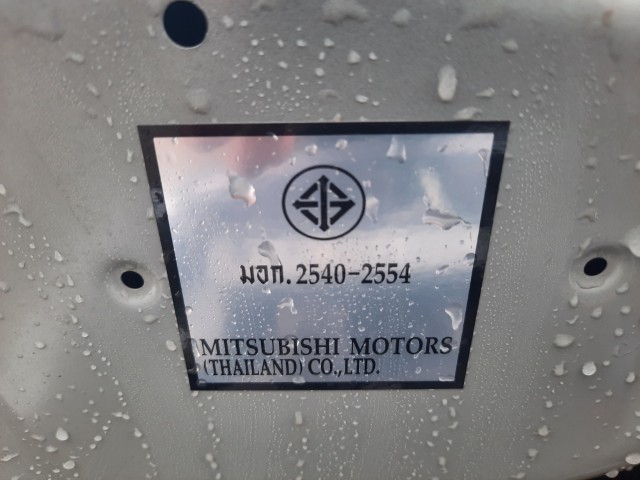 มอก.2540-2554
MITSUBISHI MOTORS
(THAILAND) CO.,LTD.